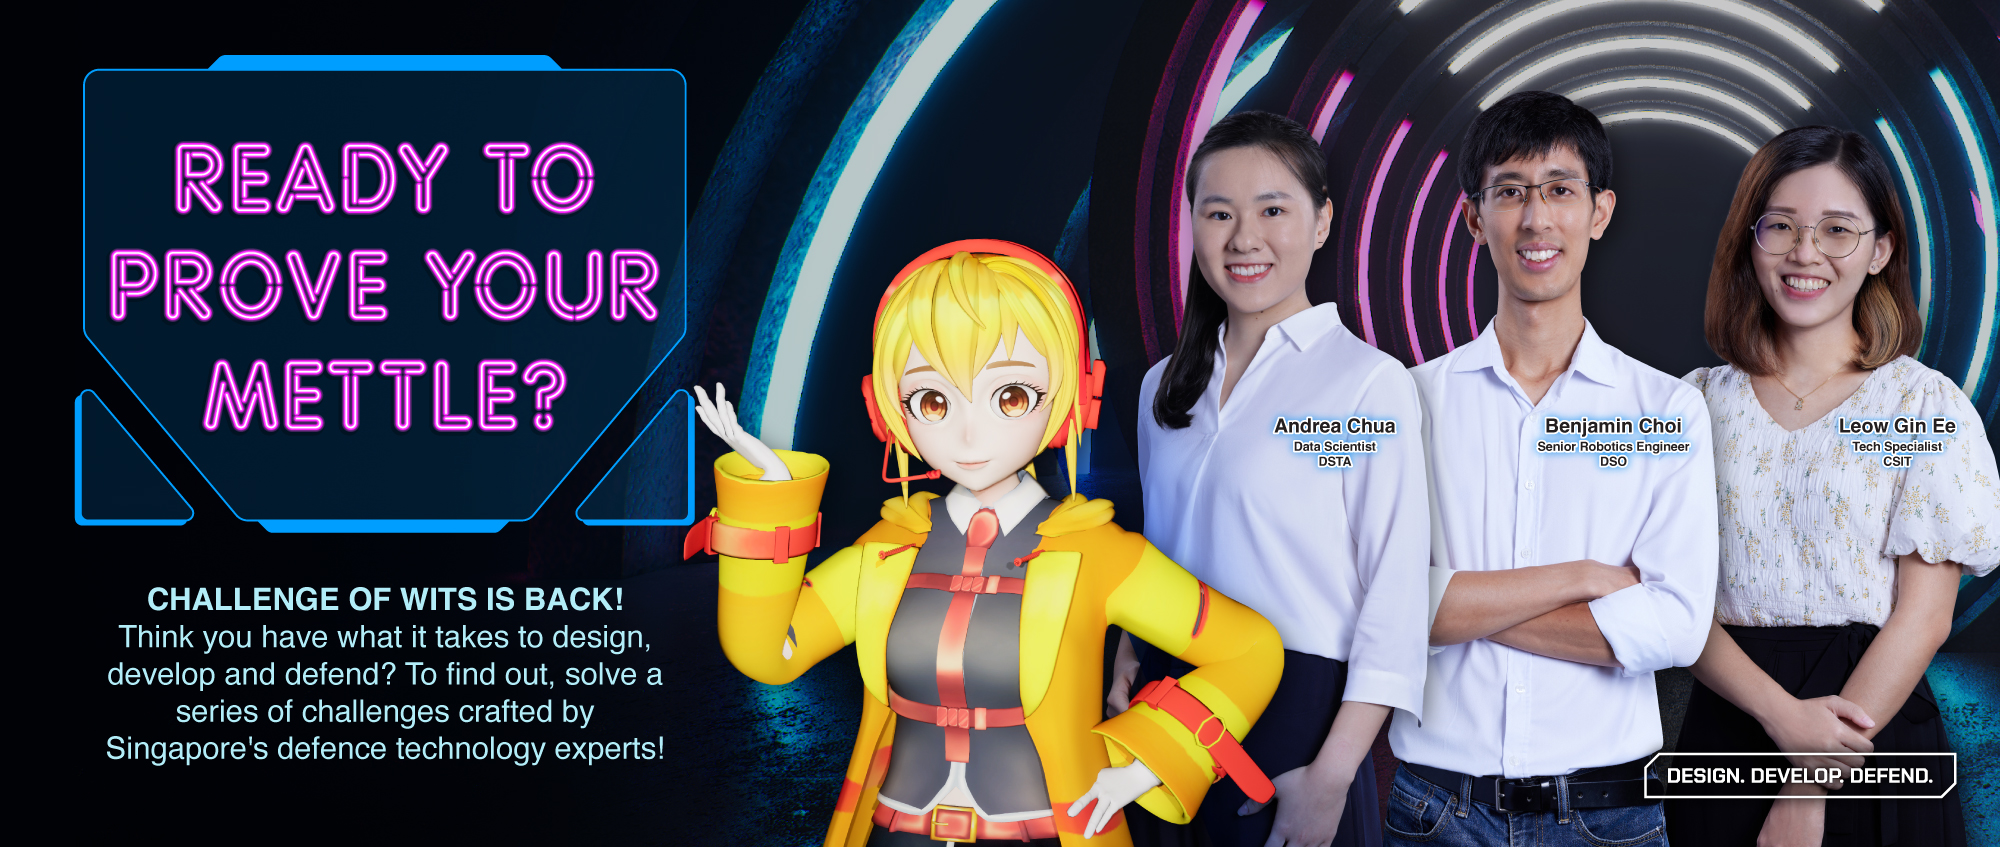 READY TO
PROVE YOUR
METTLE?
CHALLENGE OF WITS IS BACK!
Think you have what it takes to design,
develop and defend? To find out, solve a
series of challenges crafted by
Singapore's defence technology experts!
Andrea Chua
Data Scientist
DSTA
Benjamin Choi
Senior Robotics Engineer
DSO
Leow Gin Ee
Tech Specialist
CSIT
DESIGN. DEVELOP. DEFEND.